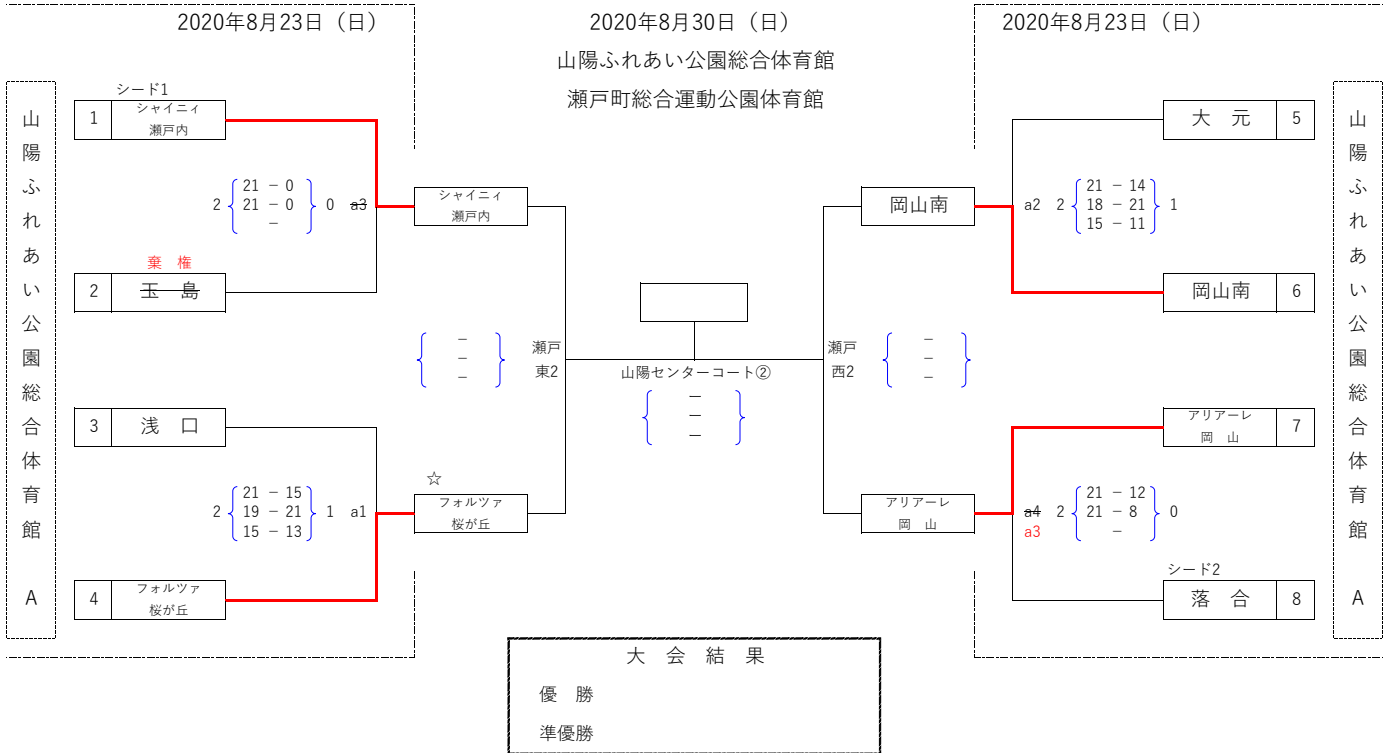 2020年8月23日（日）
2020年8月30日（日）
2020年8月23日（日）
山陽ふれあい公園総合体育館
瀬戸町総合運動公園体育館
山陽ふれあい公園総合体育館 A
シード1
1 シャイニィ
瀬戸内
2 21 － 0 0 a3
21 － 0
－
棄 権
2 玉 島
3 浅 口
2 21 － 15 1 a1
19 － 21
15 － 13
4 フォルツァ
桜が丘
シャイニィ
瀬戸内
－
－
－
瀬戸
東2
☆
フォルツァ
桜が丘
山陽センターコート②
－
－
－
岡山南
瀬戸
西2
－
－
－
アリアーレ
岡 山
大 元 5
a2 2 21 － 14 1
18 － 21
15 － 11
岡山南 6
アリアーレ
岡 山 7
a4 2 21 － 12 0
a3 21 － 8
－
シード2
落 合 8
山陽ふれあい公園総合体育館 A
大 会 結 果
優 勝
準優勝